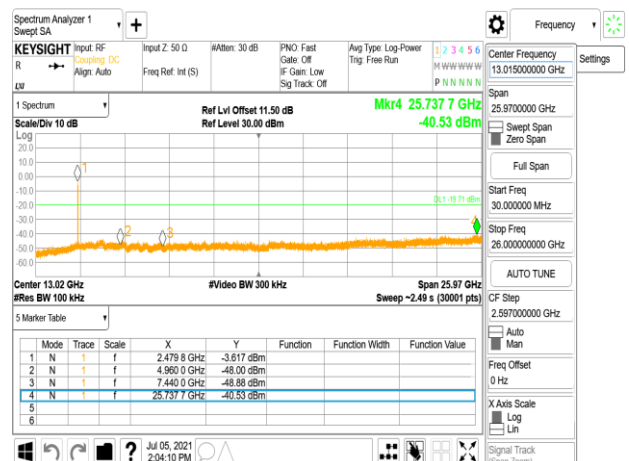 Spectrum Analyzer 1
Swept SA
+
Frequency
KEYSIGHT
R
Input: RF
Coupling: DC
Align: Auto
Input Z: 50 Ω
Freq Ref: Int (S)
#Atten: 30 dB
PNO: Fast
Gate: Off
IF Gain: Low
Sig Track: Off
Avg Type: Log-Power
Trig: Free Run
1 2 3 4 5 6
M W W W W W
P N N N N N
LXI
Settings
1 Spectrum
Scale/Div 10 dB
Log
Ref Lvl Offset 11.50 dB
Ref Level 30.00 dBm
Mkr4 25.737 7 GHz
-40.53 dBm
20.0
10.0
0.00
-10.0
-20.0
-30.0
-40.0
-50.0
-60.0
1
2
3
DL1 -19.71 dBm
Center 13.02 GHz
#Res BW 100 kHz
#Video BW 300 kHz
Span 25.97 GHz
Sweep ~2.49 s (30001 pts)
5 Marker Table
Mode Trace Scale X Y Function Function Width Function Value
1 N 1 f 2.479 8 GHz -3.617 dBm
2 N 1 f 4.960 0 GHz -48.00 dBm
3 N 1 f 7.440 0 GHz -48.88 dBm
4 N 1 f 25.737 7 GHz -40.53 dBm
5
6
?
Jul 05, 2021
2:04:10 PM
Center Frequency
13.015000000 GHz
Span
25.9700000 GHz
Swept Span
Zero Span
Full Span
Start Freq
30.000000 MHz
Stop Freq
26.000000000 GHz
AUTO TUNE
CF Step
2.597000000 GHz
Auto
Man
Freq Offset
0 Hz
X Axis Scale
Log
Lin
Signal Track
(Span Zoom)